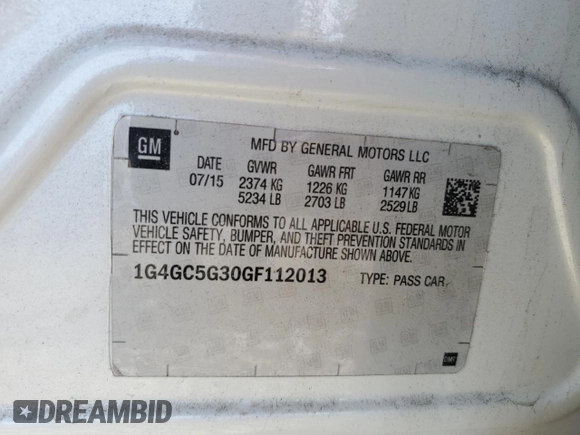 GM
MFD BY GENERAL MOTORS LLC
DATE GVWR GAWR FRT GAWR RR
07/15 2374 KG 1226 KG 1147 KG
5234 LB 2703 LB 2529 LB
THIS VEHICLE CONFORMS TO ALL APPLICABLE U.S. FEDERAL MOTOR
VEHICLE SAFETY, BUMPER, AND THEFT PREVENTION STANDARDS IN
EFFECT ON THE DATE OF MANUFACTURE SHOWN ABOVE.
1G4GC5G30GF112013 TYPE: PASS CAR
DREAMBID